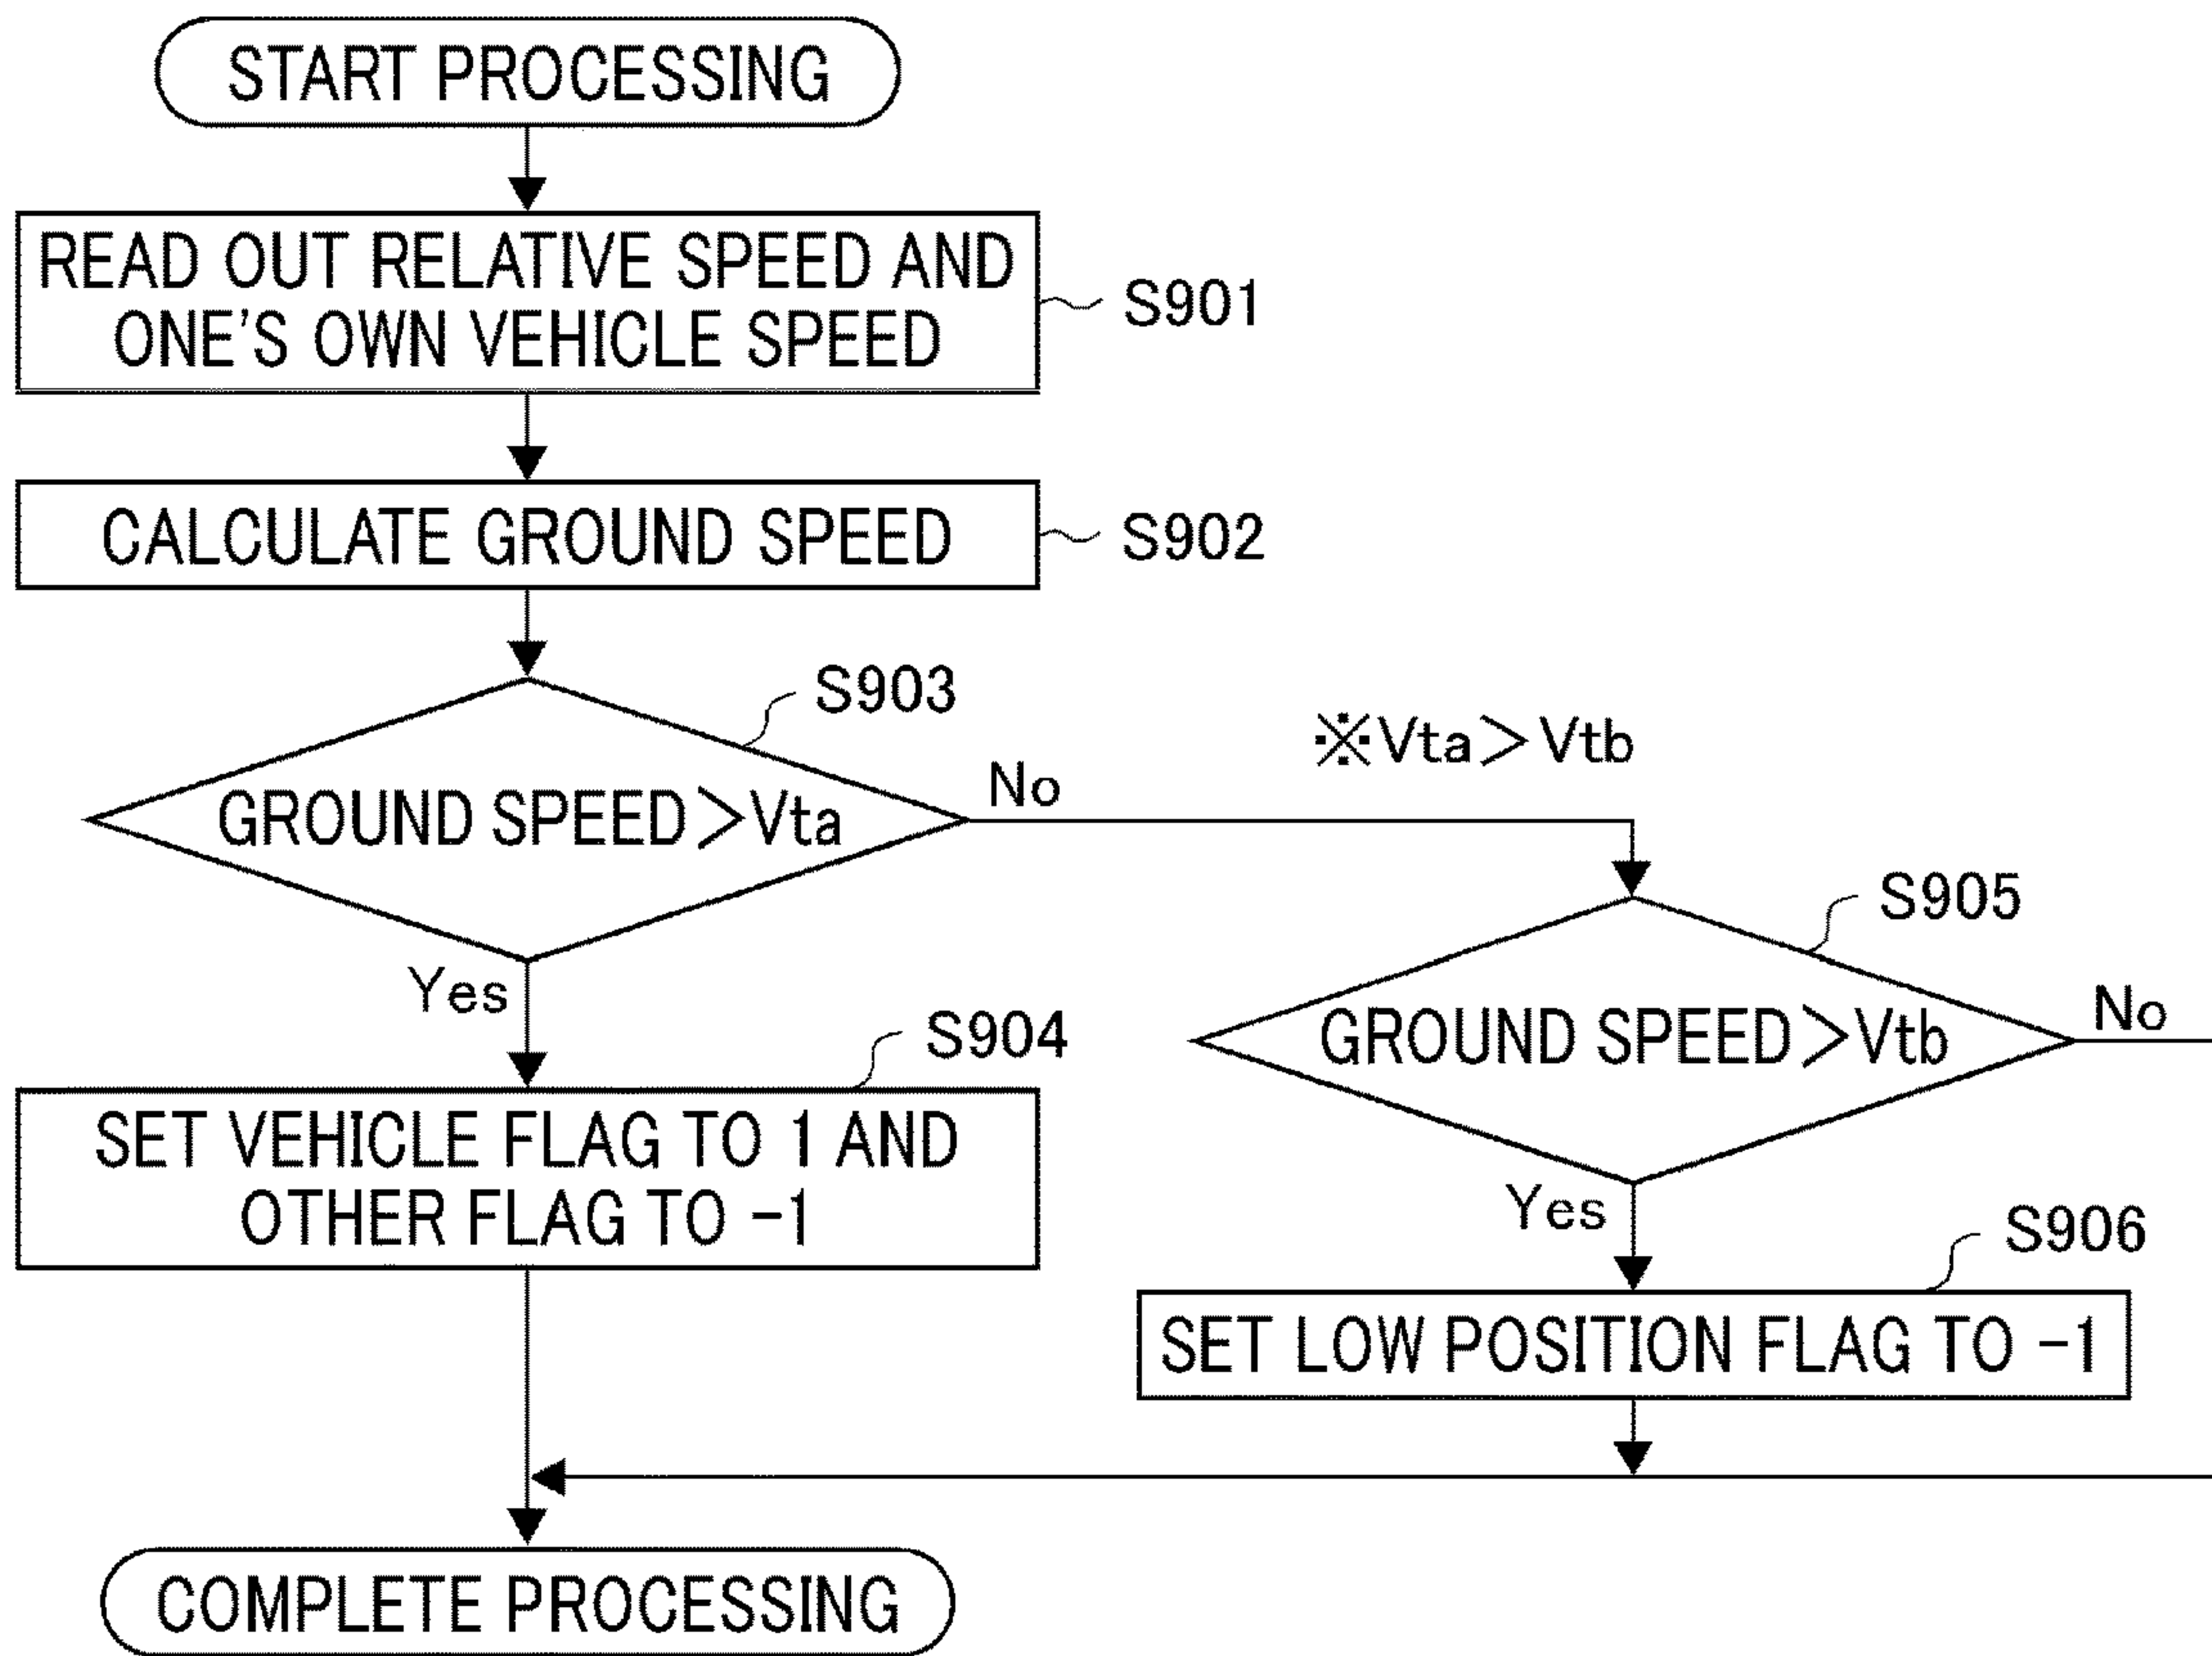 START PROCESSING
READ OUT RELATIVE SPEED AND
ONE'S OWN VEHICLE SPEED
S901
CALCULATE GROUND SPEED
S902
S903
GROUND SPEED>Vta
No
※Vta>Vtb
Yes
S904
SET VEHICLE FLAG TO 1 AND
OTHER FLAG TO -1
S905
GROUND SPEED>Vtb
No
Yes
S906
SET LOW POSITION FLAG TO -1
COMPLETE PROCESSING